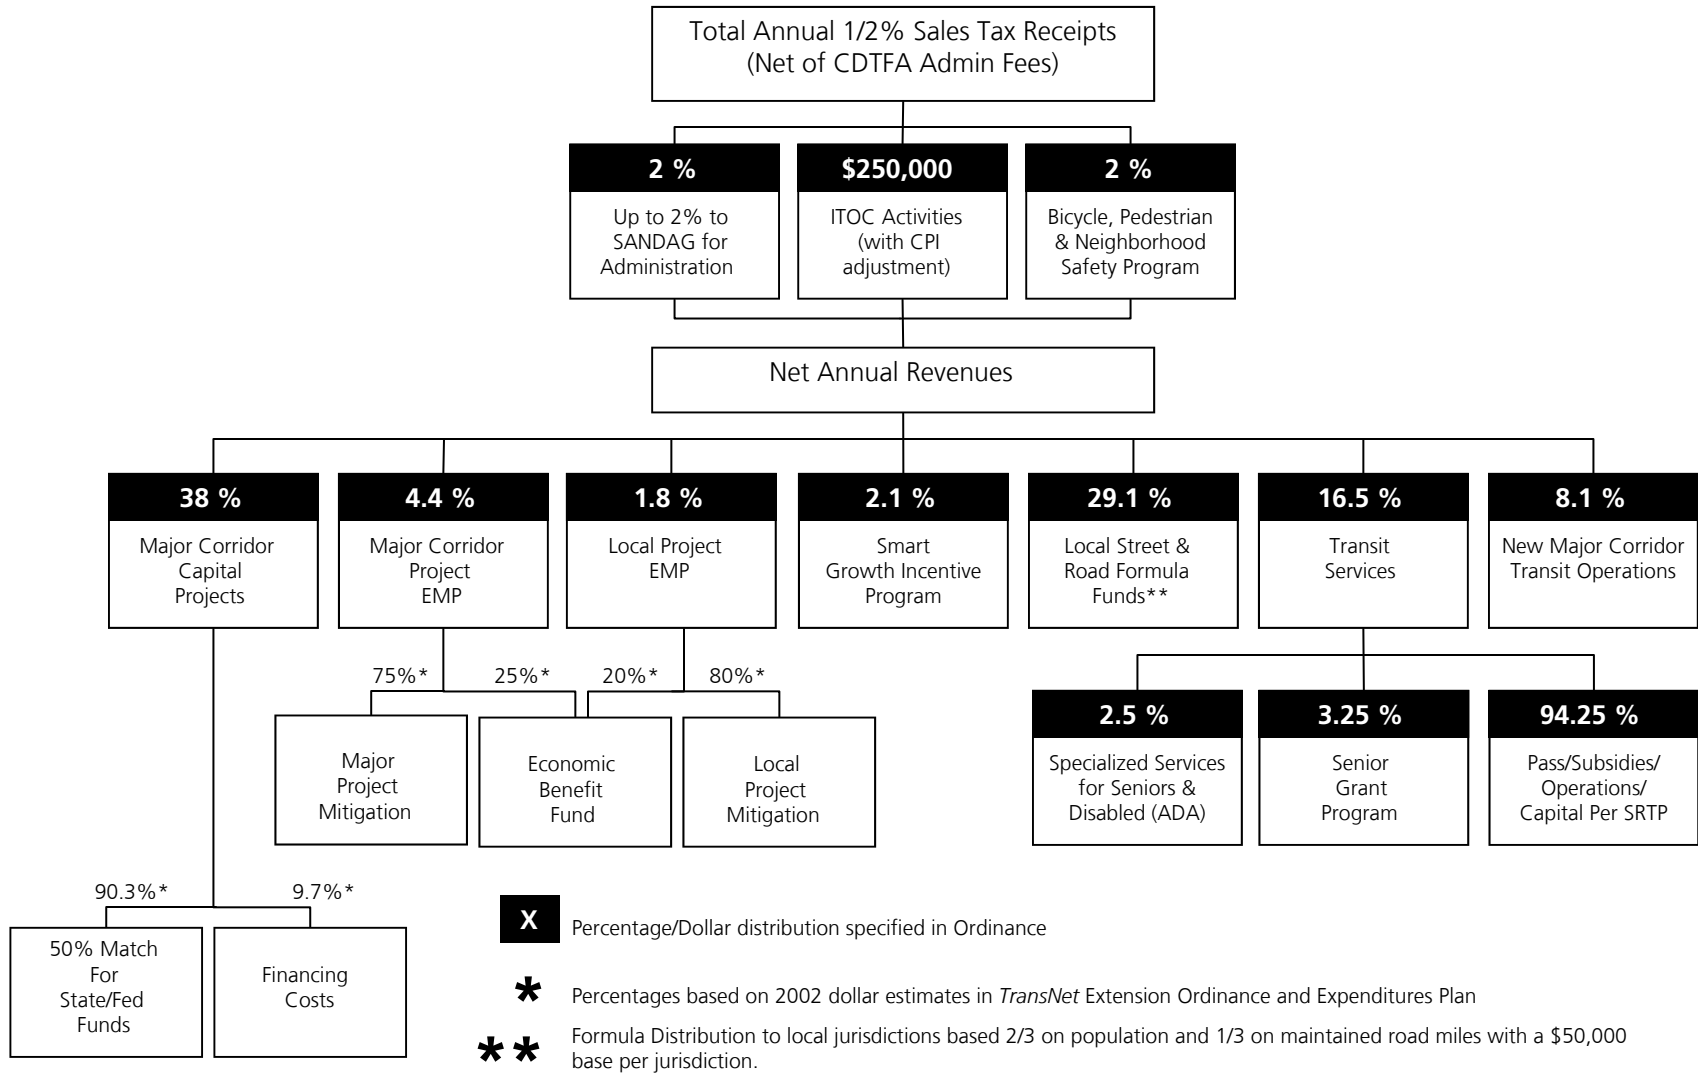 Total Annual 1/2% Sales Tax Receipts
(Net of CDTFA Admin Fees)
2 %
Up to 2% to
SANDAG for
Administration
$250,000
ITOC Activities
(with CPI
adjustment)
2 %
Bicycle, Pedestrian
& Neighborhood
Safety Program
Net Annual Revenues
38 %
Major Corridor
Capital
Projects
4.4 %
Major Corridor
Project
EMP
1.8 %
Local Project
EMP
2.1 %
Smart
Growth Incentive
Program
29.1 %
Local Street &
Road Formula
Funds**
16.5 %
Transit
Services
8.1 %
New Major Corridor
Transit Operations
75%*
25%*
20%*
80%*
Major
Project
Mitigation
Economic
Benefit
Fund
Local
Project
Mitigation
2.5 %
Specialized Services
for Seniors &
Disabled (ADA)
3.25 %
Senior
Grant
Program
94.25 %
Pass/Subsidies/
Operations/
Capital Per SRTP
90.3%*
9.7%*
50% Match
For
State/Fed
Funds
Financing
Costs
X Percentage/Dollar distribution specified in Ordinance
* Percentages based on 2002 dollar estimates in TransNet Extension Ordinance and Expenditures Plan
** Formula Distribution to local jurisdictions based 2/3 on population and 1/3 on maintained road miles with a $50,000
base per jurisdiction.